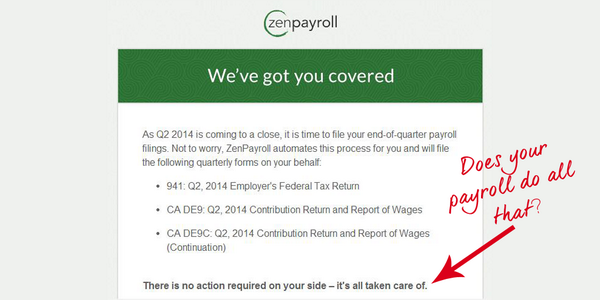 zenpayroll
We've got you covered
As Q2 2014 is coming to a close, it is time to file your end-of-quarter payroll
filings. Not to worry, ZenPayroll automates this process for you and will file
the following quarterly forms on your behalf:
• 941: Q2, 2014 Employer's Federal Tax Return
• CA DE9: Q2, 2014 Contribution Return and Report of Wages
• CA DE9C: Q2, 2014 Contribution Return and Report of Wages
(Continuation)
There is no action required on your side – it's all taken care of.
Does your
payroll do all
that?